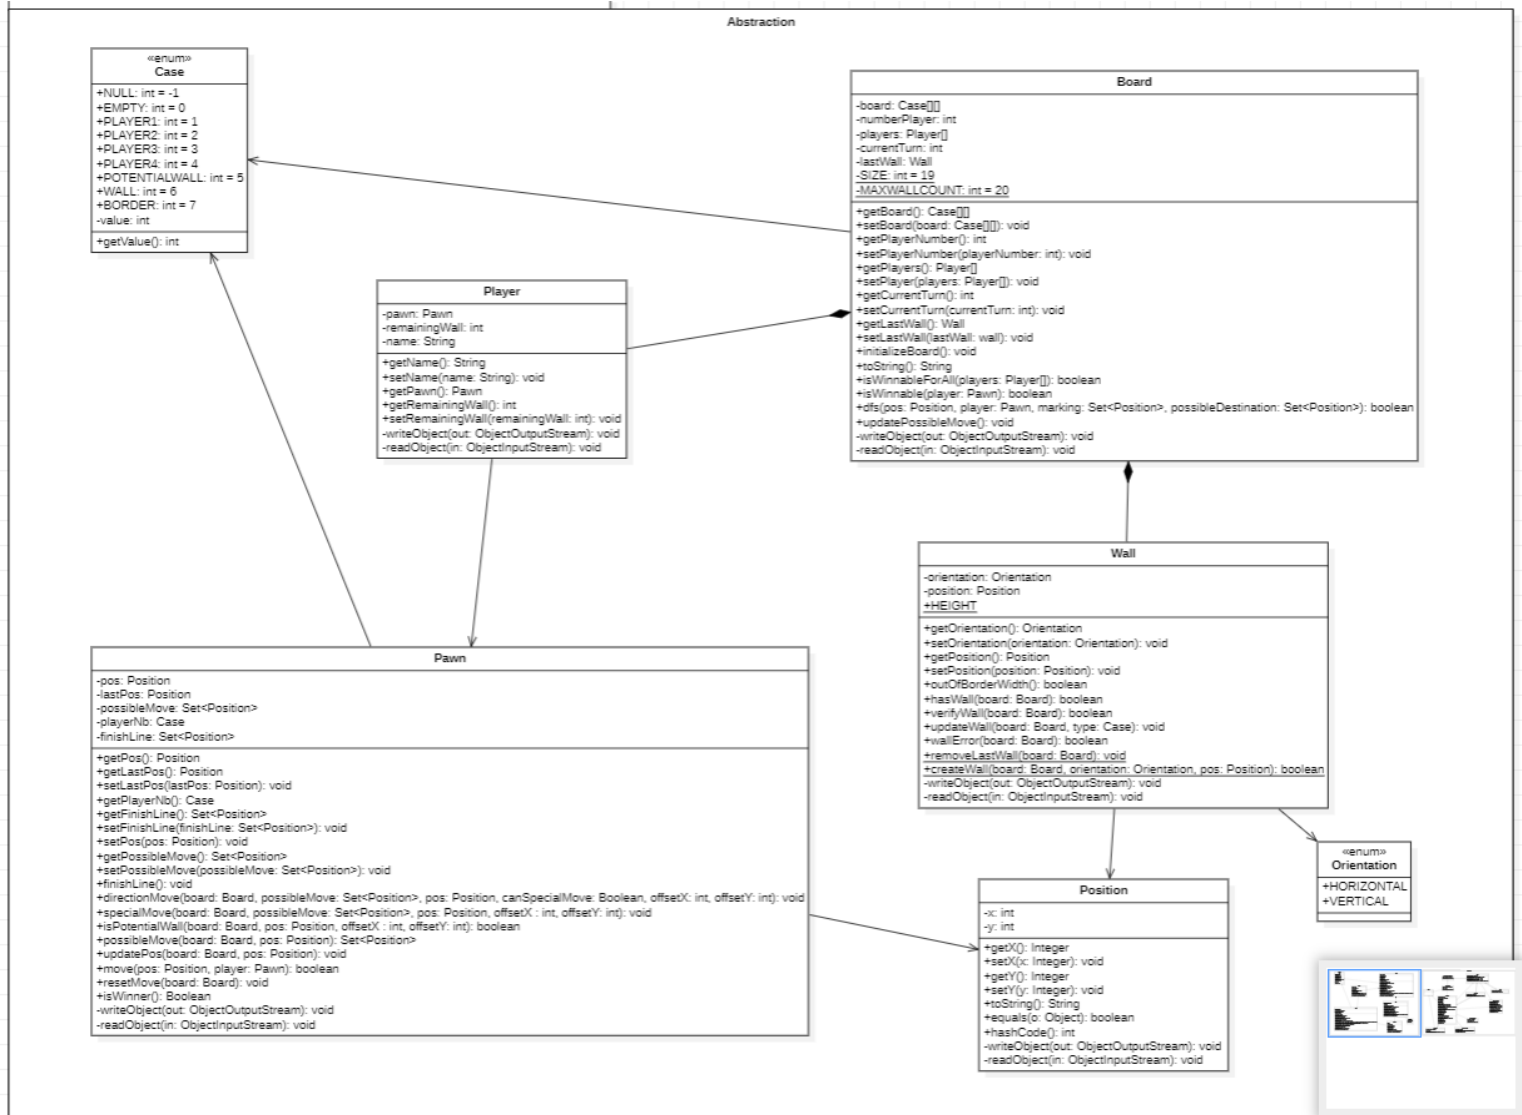 Abstraction
«enum»
Case
+NULL: int = -1
+EMPTY: int = 0
+PLAYER1: int = 1
+PLAYER2: int = 2
+PLAYER3: int = 3
+PLAYER4: int = 4
+POTENTIALWALL: int = 5
+WALL: int = 6
+BORDER: int = 7
-value: int
+getValue(): int
Board
-board: Case[][]
-numberPlayer: int
-players: Player[]
-currentTurn: int
-lastWall: Wall
-SIZE: int = 19
-MAXWALLCOUNT: int = 20
+getBoard(): Case[][]
+setBoard(board: Case[][]): void
+getPlayerNumber(): int
+setPlayerNumber(playerNumber: int): void
+getPlayers(): Player[]
+setPlayer(players: Player[]): void
+getCurrentTurn(): int
+setCurrentTurn(currentTurn: int): void
+getLastWall(): Wall
+setLastWall(lastWall: wall): void
+initializeBoard(): void
+toString(): String
+isWinnableForAll(players: Player[]): boolean
+isWinnable(player: Pawn): boolean
+dfs(pos: Position, player: Pawn, marking: Set<Position>, possibleDestination: Set<Position>): boolean
+updatePossibleMove(): void
-writeObject(out: ObjectOutputStream): void
-readObject(in: ObjectInputStream): void
Player
-pawn: Pawn
-remainingWall: int
-name: String
+getName(): String
+setName(name: String): void
+getPawn(): Pawn
+getRemainingWall(): int
+setRemainingWall(remainingWall: int): void
-writeObject(out: ObjectOutputStream): void
-readObject(in: ObjectInputStream): void
Wall
-orientation: Orientation
-position: Position
+HEIGHT
+getOrientation(): Orientation
+setOrientation(orientation: Orientation): void
+getPosition(): Position
+setPosition(position: Position): void
+outOfBorderWidth(): boolean
+hasWall(board: Board): boolean
+verifyWall(board: Board): boolean
+updateWall(board: Board, type: Case): void
+wallError(board: Board): boolean
+removeLastWall(board: Board): void
+createWall(board: Board, orientation: Orientation, pos: Position): boolean
-writeObject(out: ObjectOutputStream): void
-readObject(in: ObjectInputStream): void
Pawn
-pos: Position
-lastPos: Position
-possibleMove: Set<Position>
-playerNb: Case
-finishLine: Set<Position>
+getPos(): Position
+getLastPos(): Position
+setLastPos(lastPos: Position): void
+getPlayerNb(): Case
+getFinishLine(): Set<Position>
+setFinishLine(finishLine: Set<Position>): void
+setPos(pos: Position): void
+getPossibleMove(): Set<Position>
+setPossibleMove(possibleMove: Set<Position>): void
+finishLine(): void
+directionMove(board: Board, possibleMove: Set<Position>, pos: Position, canSpecialMove: Boolean, offsetX: int, offsetY: int): void
+specialMove(board: Board, possibleMove: Set<Position>, pos: Position, offsetX : int, offsetY: int): void
+isPotentialWall(board: Board, pos: Position, offsetX : int, offsetY: int): boolean
+possibleMove(board: Board, pos: Position): Set<Position>
+updatePos(board: Board, pos: Position): void
+move(pos: Position, player: Pawn): boolean
+resetMove(board: Board): void
+isWinner(): Boolean
-writeObject(out: ObjectOutputStream): void
-readObject(in: ObjectInputStream): void
«enum»
Orientation
+HORIZONTAL
+VERTICAL
Position
-x: int
-y: int
+getX(): Integer
+setX(x: Integer): void
+getY(): Integer
+setY(y: Integer): void
+toString(): String
+equals(o: Object): boolean
+hashCode(): int
-writeObject(out: ObjectOutputStream): void
-readObject(in: ObjectInputStream): void